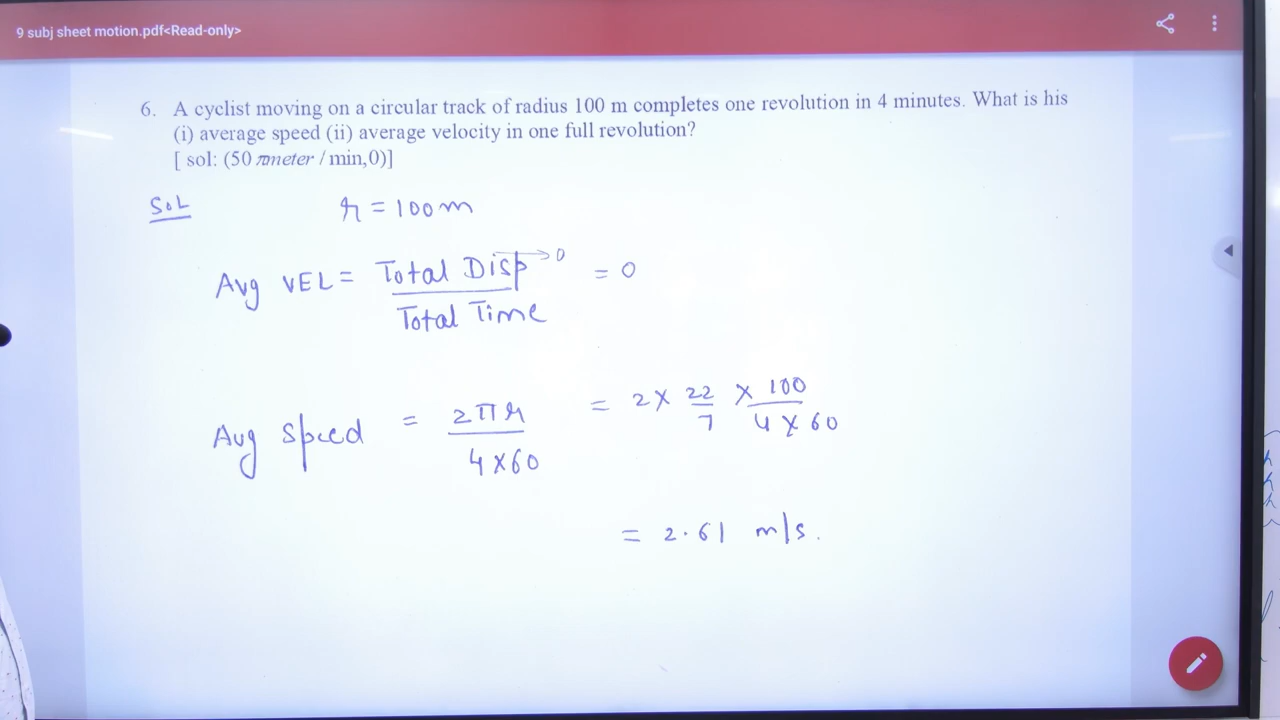 9 subj sheet motion.pdf<Read-only>
6. A cyclist moving on a circular track of radius 100 m completes one revolution in 4 minutes. What is his
(i) average speed (ii) average velocity in one full revolution?
[ sol: (50 πmeter / min,0)]
Sol
r = 100m
Avg VEL = Total Disp → 0 / Total Time = 0
Avg Speed = 2πr / 4×60 = 2 × 22/7 × 100 / 4 × 60
= 2.61 m/s.